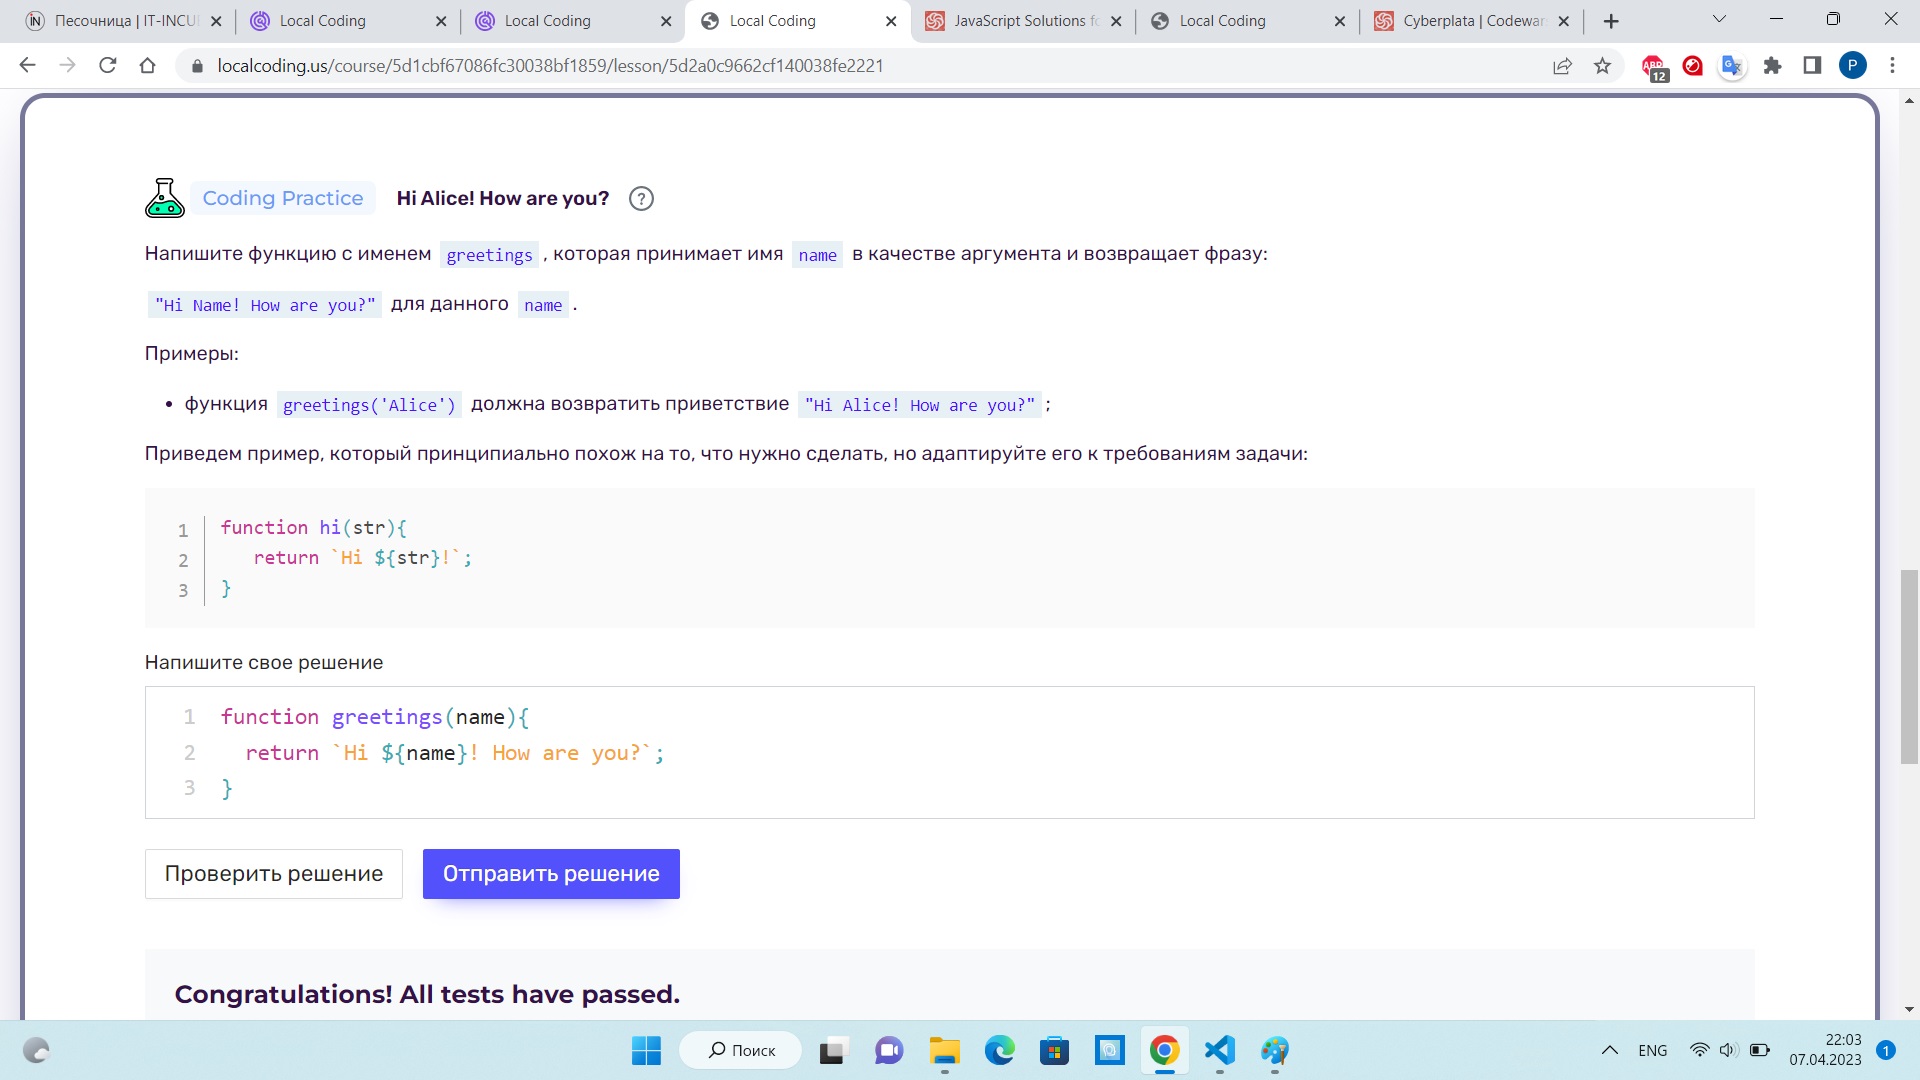 Песочница | IT-INCU
Local Coding
Local Coding
Local Coding
JavaScript Solutions fo
Local Coding
Cyberplata | Codewar
localcoding.us/course/5d1cbf67086fc30038bf1859/lesson/5d2a0c9662cf140038fe2221
ABP
12
P
Coding Practice
Hi Alice! How are you? ?
Напишите функцию с именем greetings , которая принимает имя name в качестве аргумента и возвращает фразу:
"Hi Name! How are you?" для данного name .
Примеры:
• функция greetings('Alice') должна возвратить приветствие "Hi Alice! How are you?" ;
Приведем пример, который принципиально похож на то, что нужно сделать, но адаптируйте его к требованиям задачи:
1 function hi(str){
2 return `Hi ${str}!`;
3 }
Напишите свое решение
1 function greetings(name){
2 return `Hi ${name}! How are you?`;
3 }
Проверить решение
Отправить решение
Congratulations! All tests have passed.
Поиск
ENG
22:03
07.04.2023
1